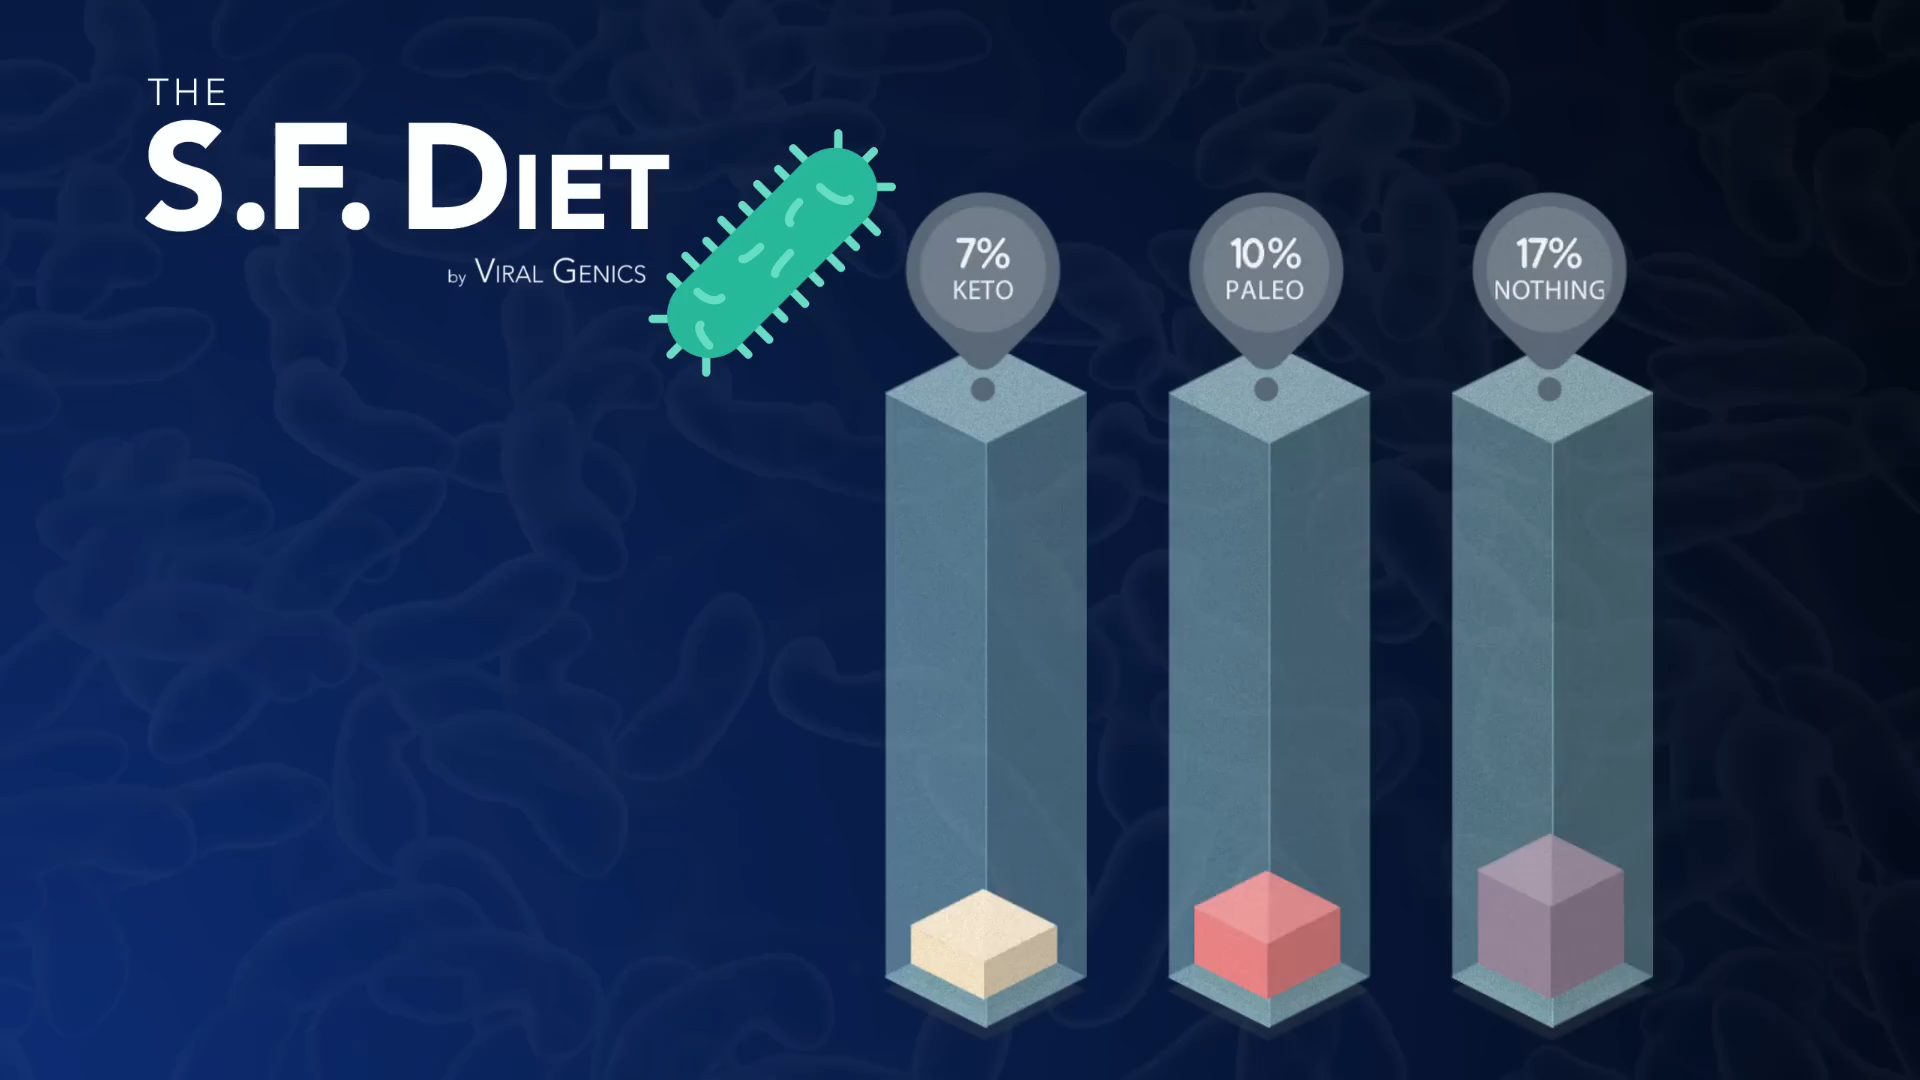 THE
S.F. DIET
by VIRAL GENICS
7%
KETO
10%
PALEO
17%
NOTHING